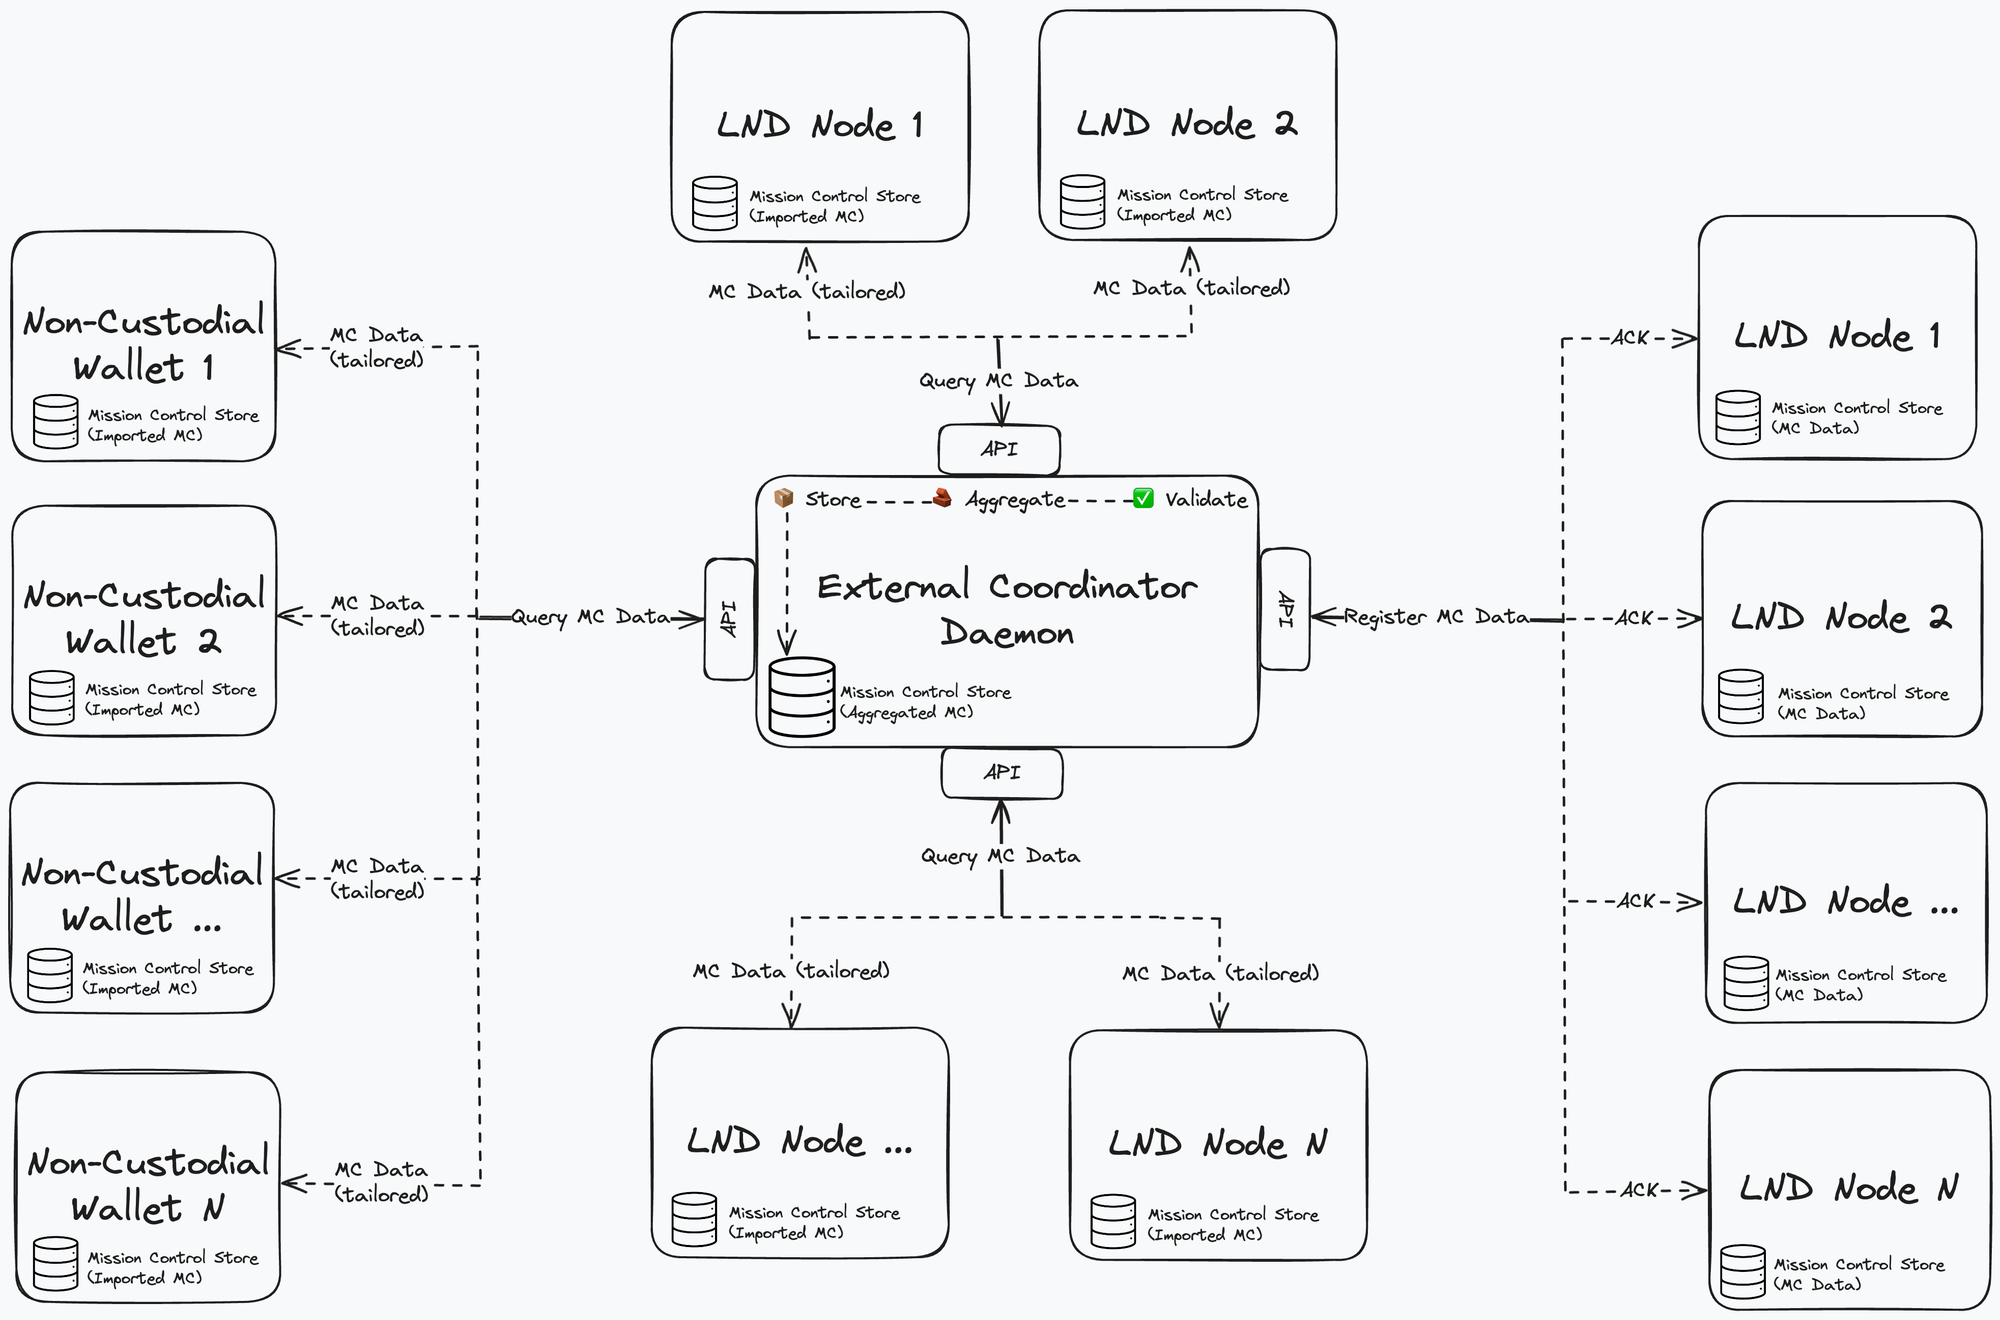 LND Node 1
Mission Control Store
(Imported MC)
LND Node 2
Mission Control Store
(Imported MC)
MC Data (tailored)
MC Data (tailored)
Query MC Data
API
Non-Custodial
Wallet 1
Mission Control Store
(Imported MC)
MC Data
(tailored)
Non-Custodial
Wallet 2
Mission Control Store
(Imported MC)
MC Data
(tailored)
Non-Custodial
Wallet ...
Mission Control Store
(Imported MC)
MC Data
(tailored)
Non-Custodial
Wallet N
Mission Control Store
(Imported MC)
MC Data
(tailored)
Query MC Data
API
Store
Aggregate
Validate
External Coordinator
Daemon
Mission Control Store
(Aggregated MC)
API
Register MC Data
API
Query MC Data
MC Data (tailored)
MC Data (tailored)
LND Node ...
Mission Control Store
(Imported MC)
LND Node N
Mission Control Store
(Imported MC)
ACK
LND Node 1
Mission Control Store
(MC Data)
ACK
LND Node 2
Mission Control Store
(MC Data)
ACK
LND Node ...
Mission Control Store
(MC Data)
ACK
LND Node N
Mission Control Store
(MC Data)